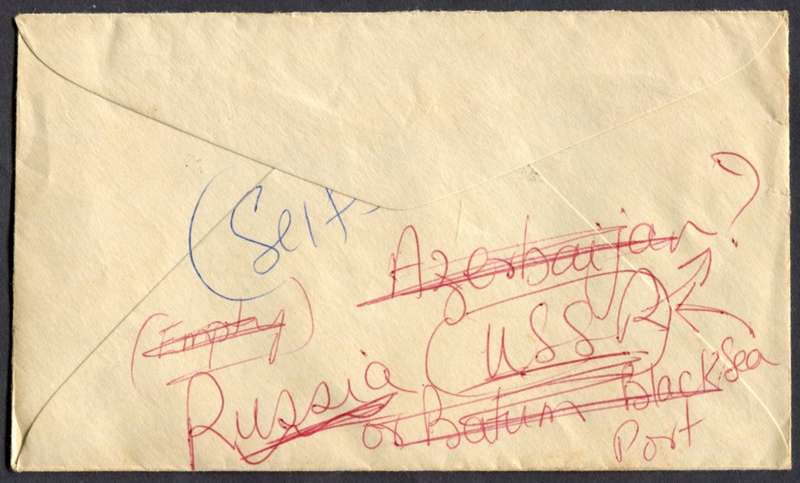 (Self
Azerbaijan?
(Empty)
(USSR)
Russia
or Batum Black Sea
Port